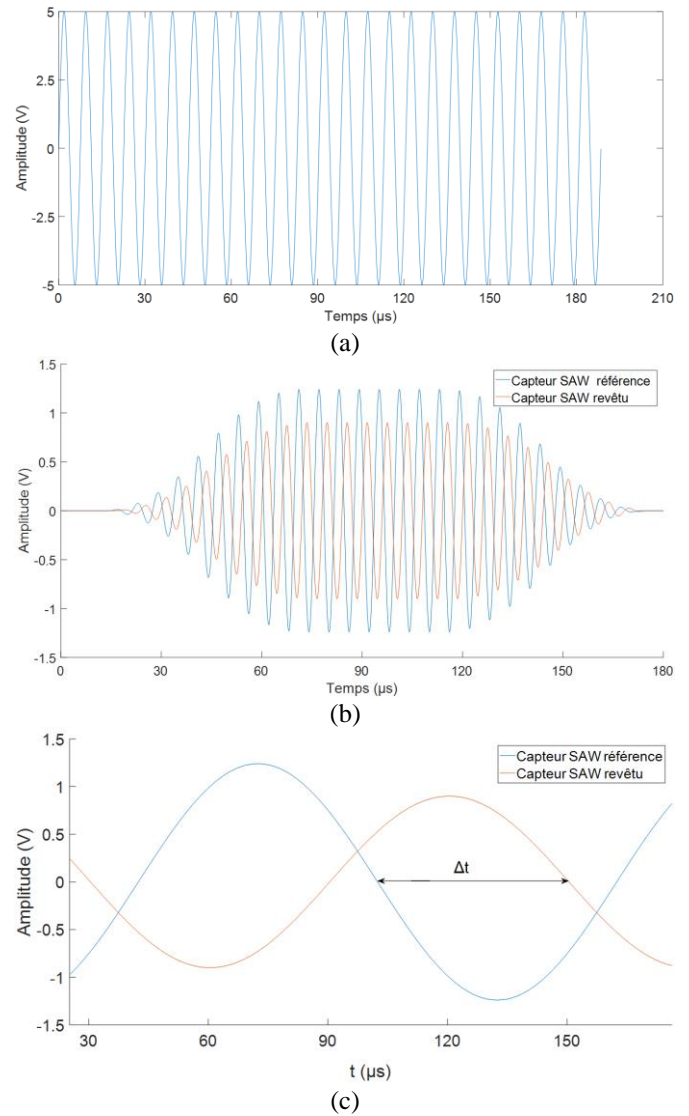 5
2.5
0
-2.5
-5
Amplitude (V)
0 30 60 90 120 150 180 210
Temps (µs)
(a)
1.5
1
0.5
0
-0.5
-1
-1.5
Amplitude (V)
Capteur SAW référence
Capteur SAW revêtu
0 30 60 90 120 150 180
Temps (µs)
(b)
1.5
1
0.5
0
-0.5
-1
-1.5
Amplitude (V)
Capteur SAW référence
Capteur SAW revêtu
Δt
30 60 90 120 150
t (µs)
(c)